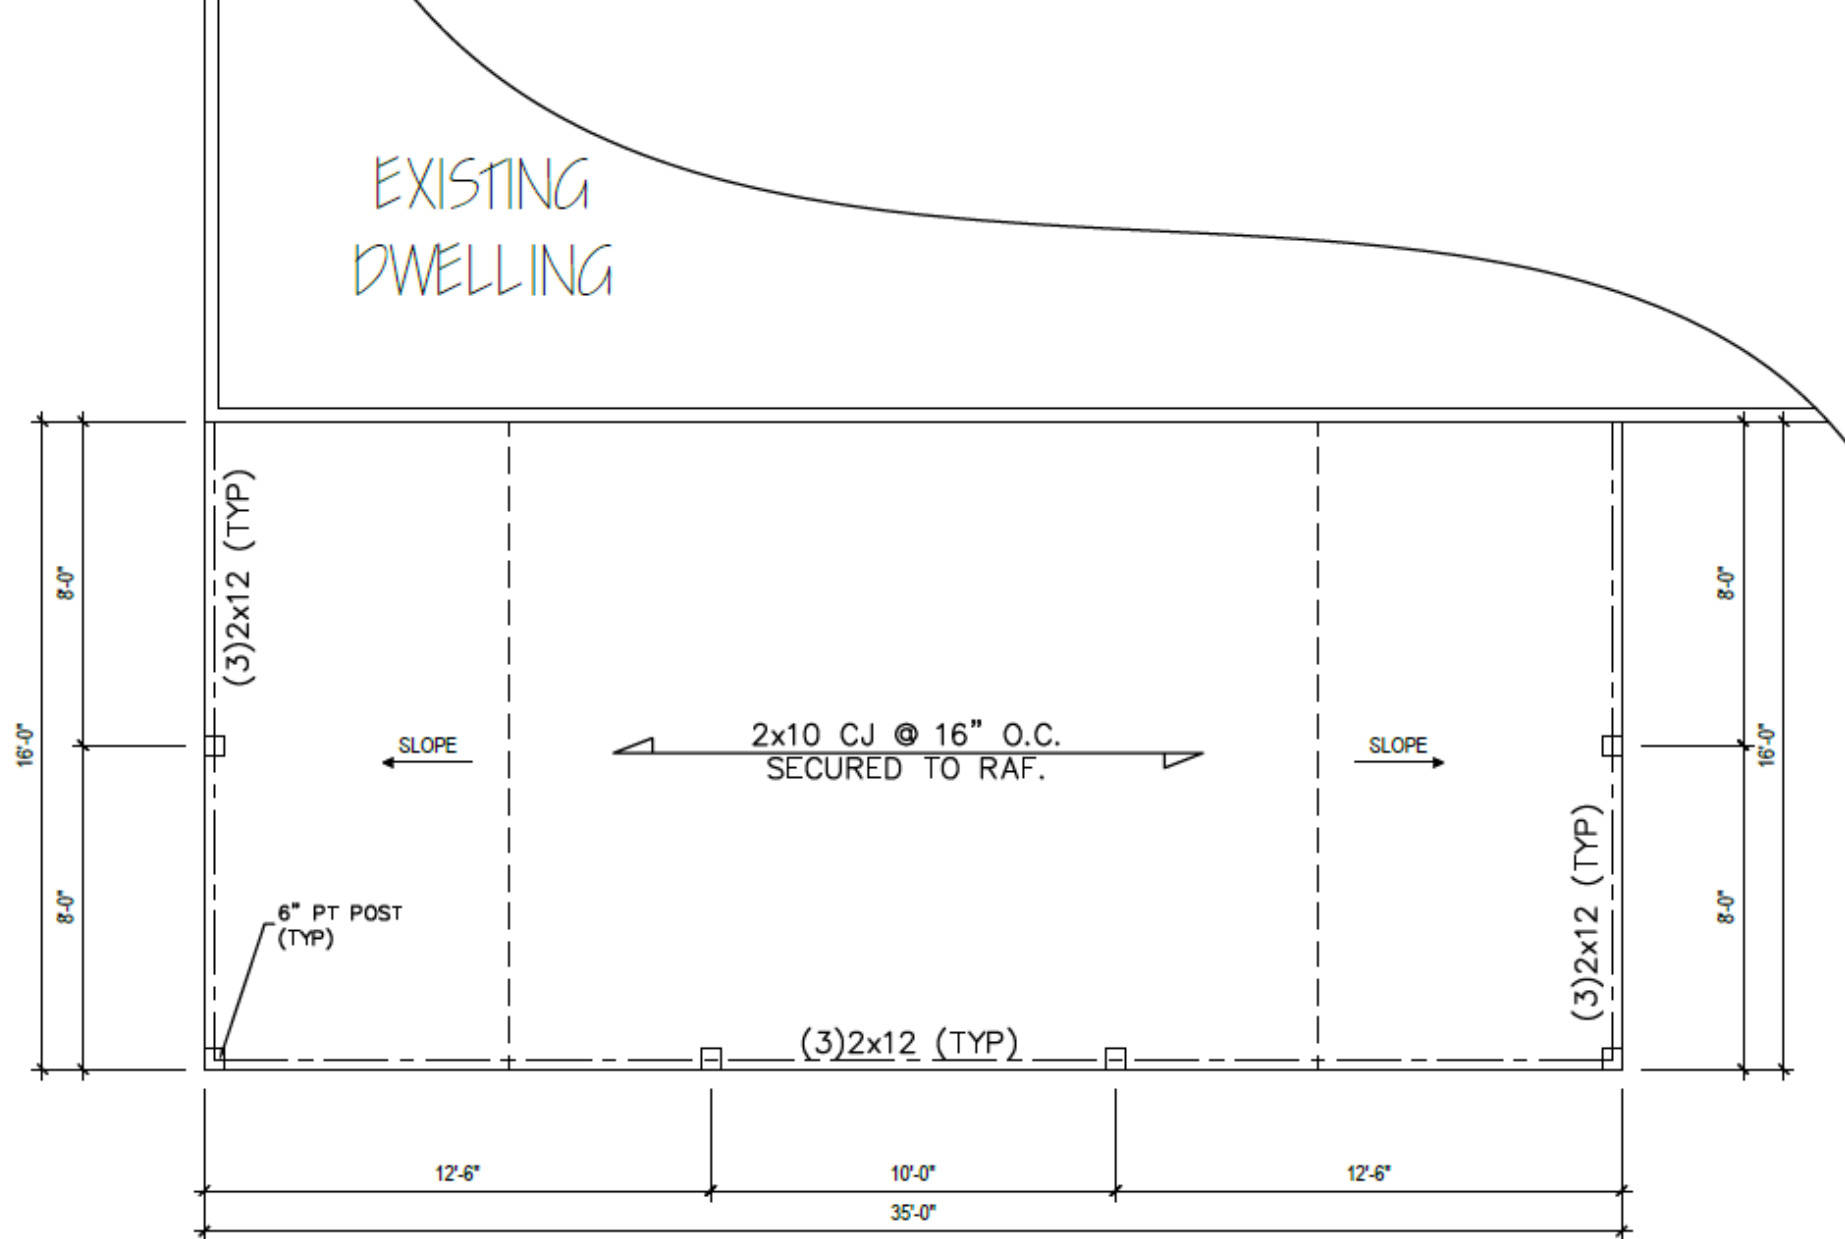 EXISTING
DWELLING
(3)2x12 (TYP)
8'-0"
8'-0"
16'-0"
2x10 CJ @ 16" O.C.
SECURED TO RAF.
SLOPE
SLOPE
16'-0"
(3)2x12 (TYP)
8'-0"
6" PT POST
(TYP)
8'-0"
(3)2x12 (TYP)
12'-6"
10'-0"
12'-6"
35'-0"